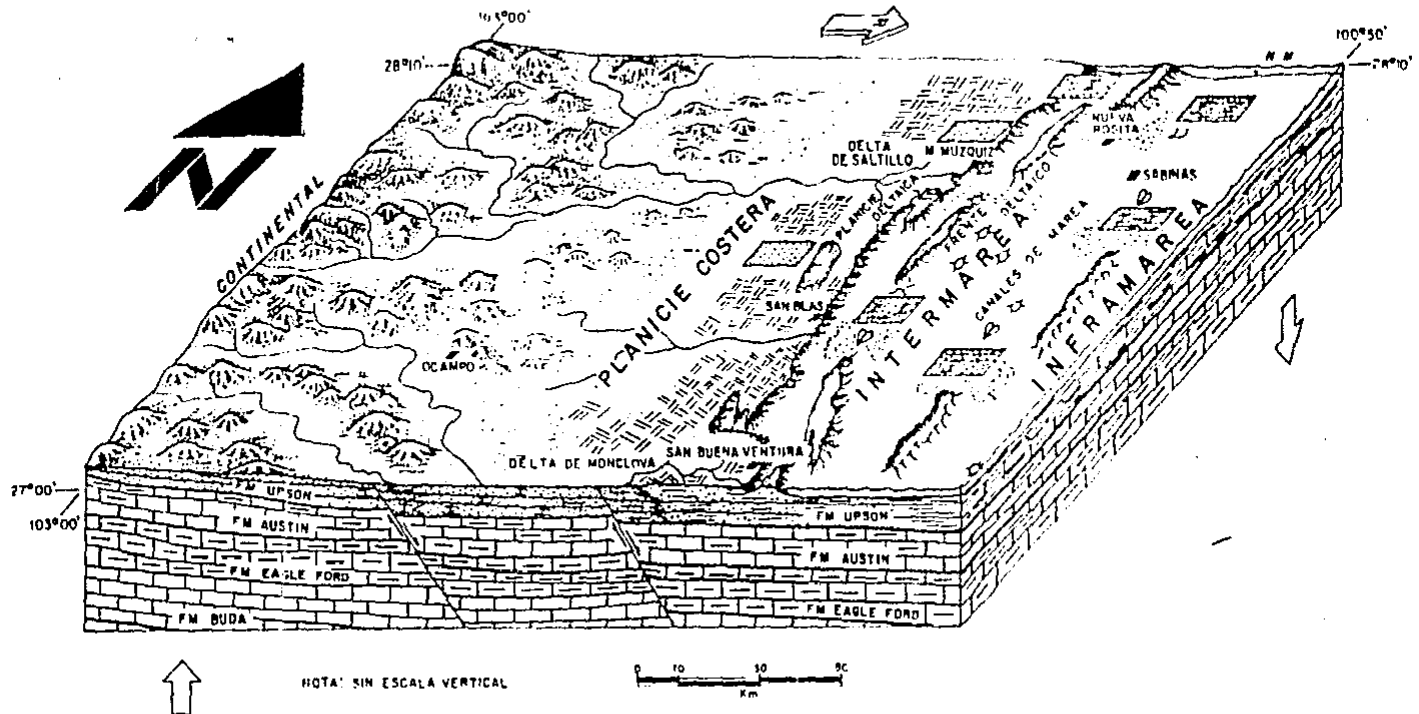 103°00'
28°10'
100°50'
28°10'
N M
N
NUEVA ROSITA
DELTA DE SALTILLO
M MUZQUIZ
SABINAS
CONTINENTAL
PLANICIE DELTAICA
FRENTE DELTAICO
PLANICIE COSTERA
CANALES DE MAREA
SAN BLAS
INTERMAREA
INFRAMAREA
OCAMPO
DELTA DE MONCLOVA
SAN BUENAVENTURA
27°00'
103°00'
FM UPSON
FM AUSTIN
FM EAGLE FORD
FM BUDA
FM UPSON
FM AUSTIN
FM EAGLE FORD
NOTA: SIN ESCALA VERTICAL
0 10 30 50
Km